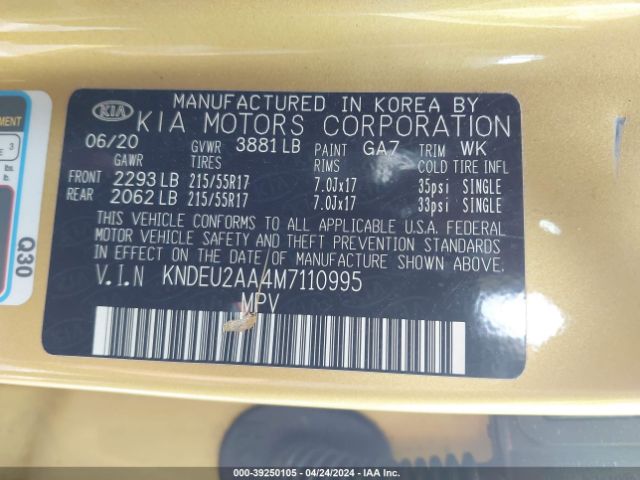 MENT
3
E
lbs.
Q30
KIA
MANUFACTURED IN KOREA BY
KIA MOTORS CORPORATION
06/20 GVWR 3881 LB PAINT GA7 TRIM WK
GAWR TIRES RIMS COLD TIRE INFL
FRONT 2293 LB 215/55R17 7.0Jx17 35psi SINGLE
REAR 2062 LB 215/55R17 7.0Jx17 33psi SINGLE
THIS VEHICLE CONFORMS TO ALL APPLICABLE U.S.A. FEDERAL
MOTOR VEHICLE SAFETY AND THEFT PREVENTION STANDARDS
IN EFFECT ON THE DATE OF MANUFACTURE SHOWN ABOVE.
V.I.N KNDEU2AA4M7110995
MPV
000-39250105 - 04/24/2024 - IAA Inc.